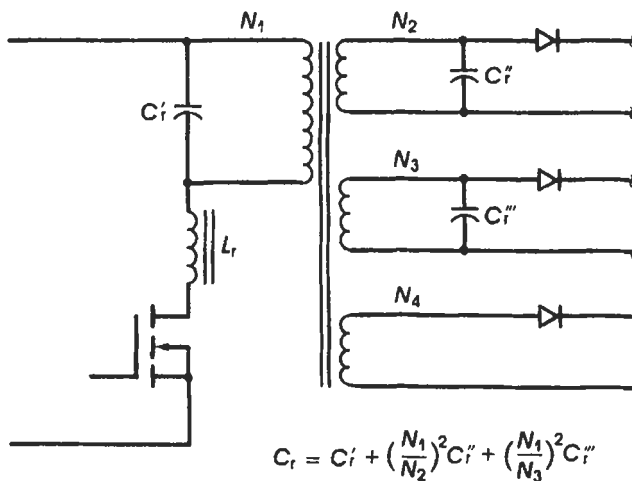 N₁
N₂
C′r
C″r
N₃
C‴r
Lr
N₄
Cr = C′r + (N₁/N₂)² C″r + (N₁/N₃)² C‴r